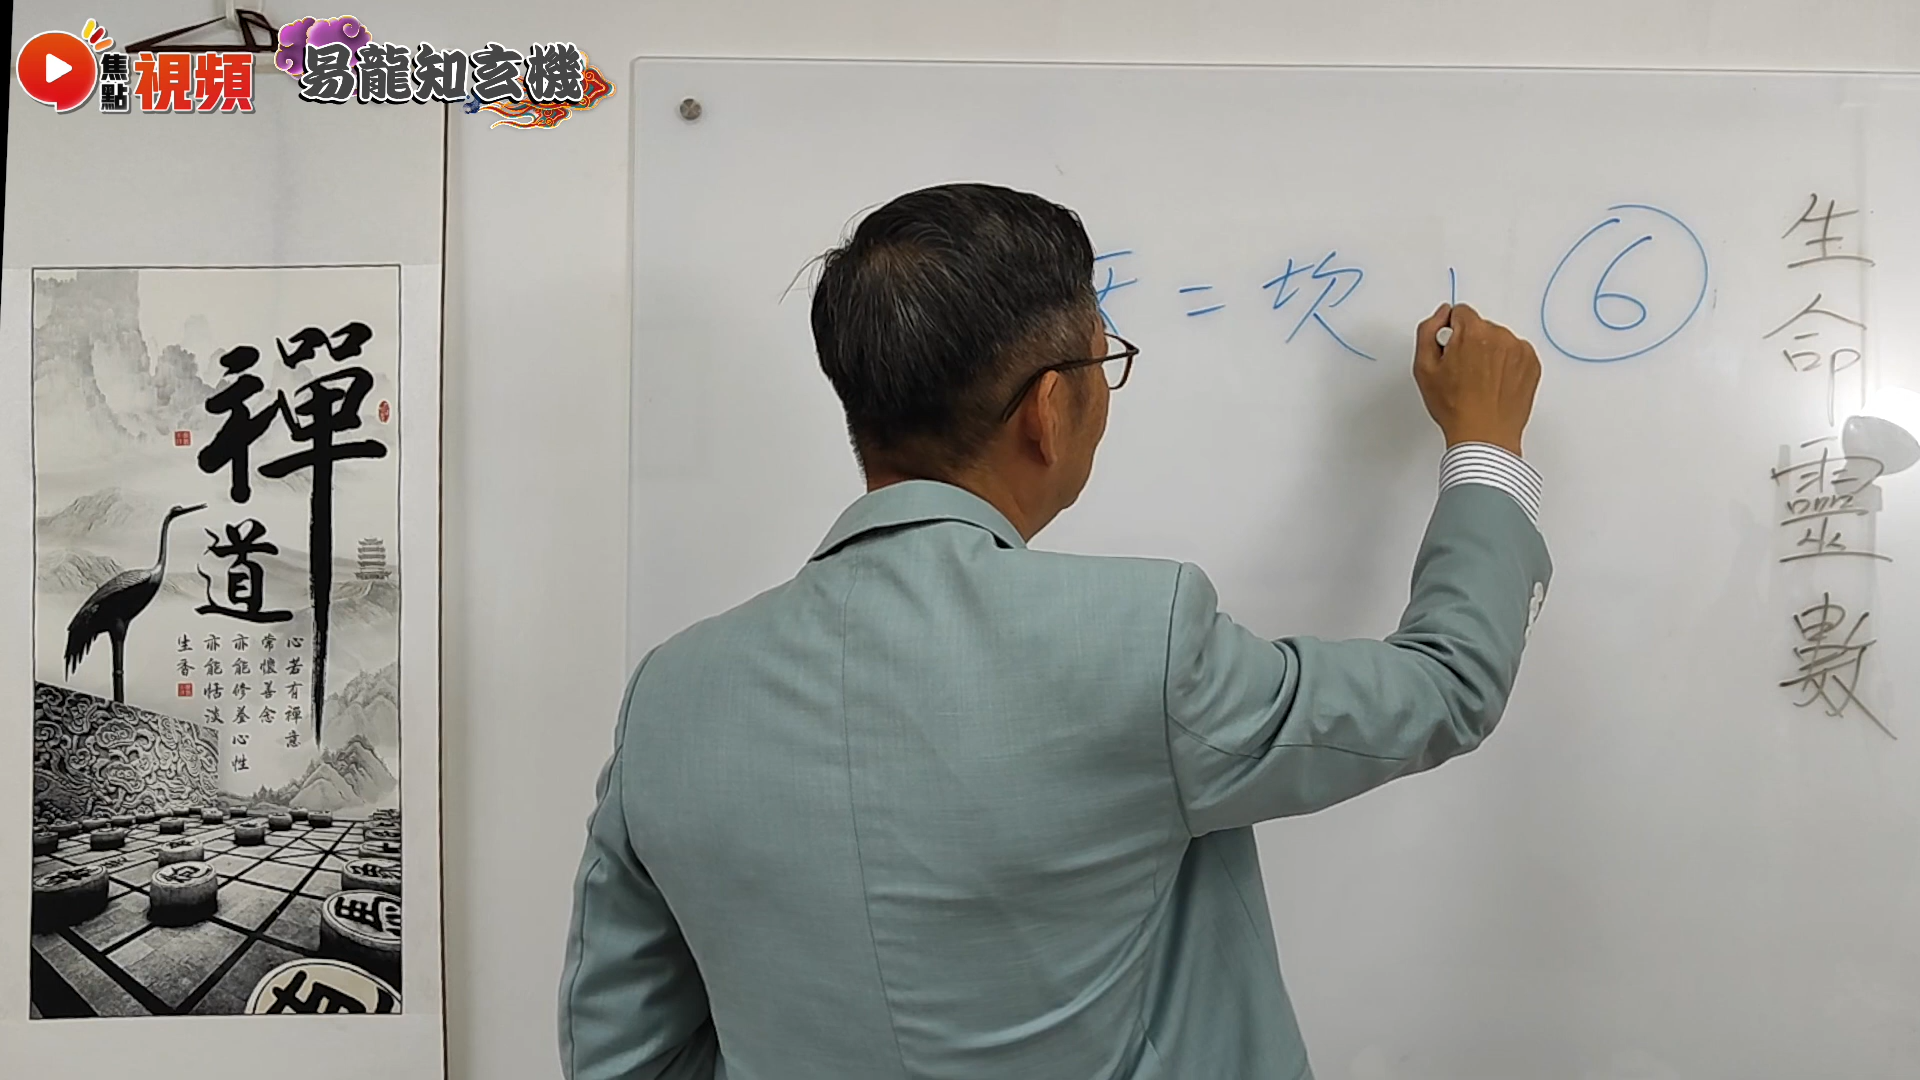 焦點視頻
易龍知玄機
禪道
心若有禪意
常懷善念
亦能修養心性
亦能恬淡
生香
生命靈數
天=坎 ⑥
馬